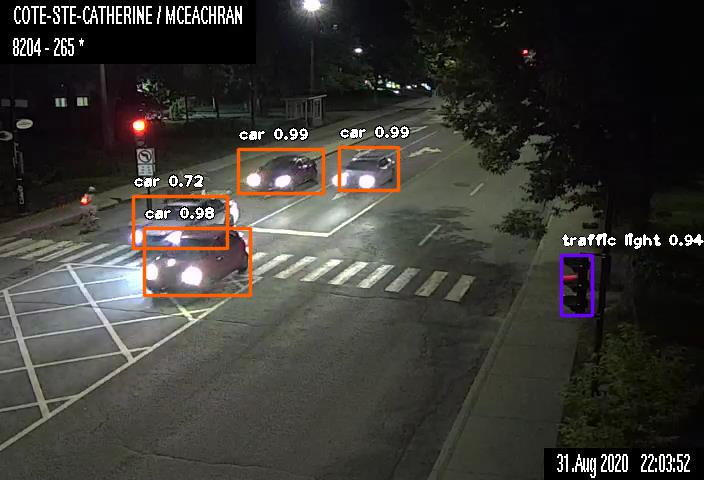 COTE-STE-CATHERINE / MCEACHRAN
8204 - 265 *
car 0.99
car 0.99
car 0.72
car 0.98
traffic light 0.94
31.Aug 2020 22:03:52